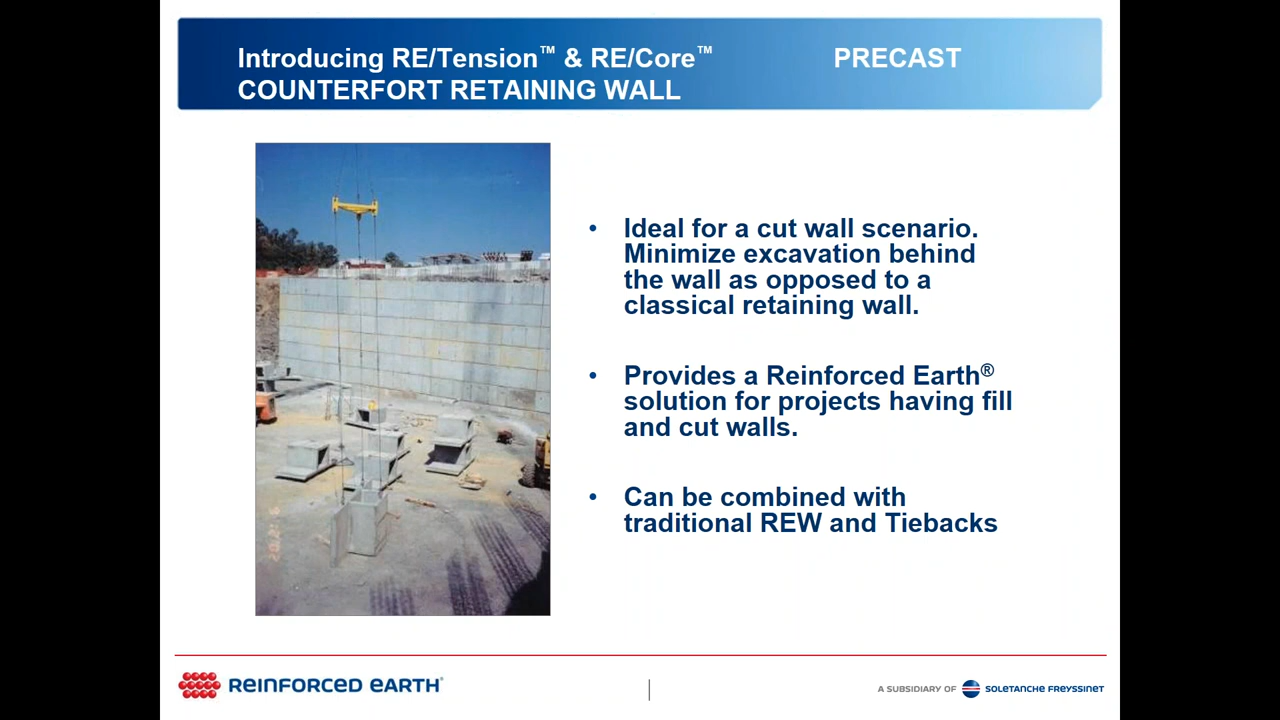 Introducing RE/Tension™ & RE/Core™ PRECAST
COUNTERFORT RETAINING WALL
• Ideal for a cut wall scenario.
Minimize excavation behind
the wall as opposed to a
classical retaining wall.
• Provides a Reinforced Earth®
solution for projects having fill
and cut walls.
• Can be combined with
traditional REW and Tiebacks
REINFORCED EARTH®
A SUBSIDIARY OF SOLETANCHE FREYSSINET